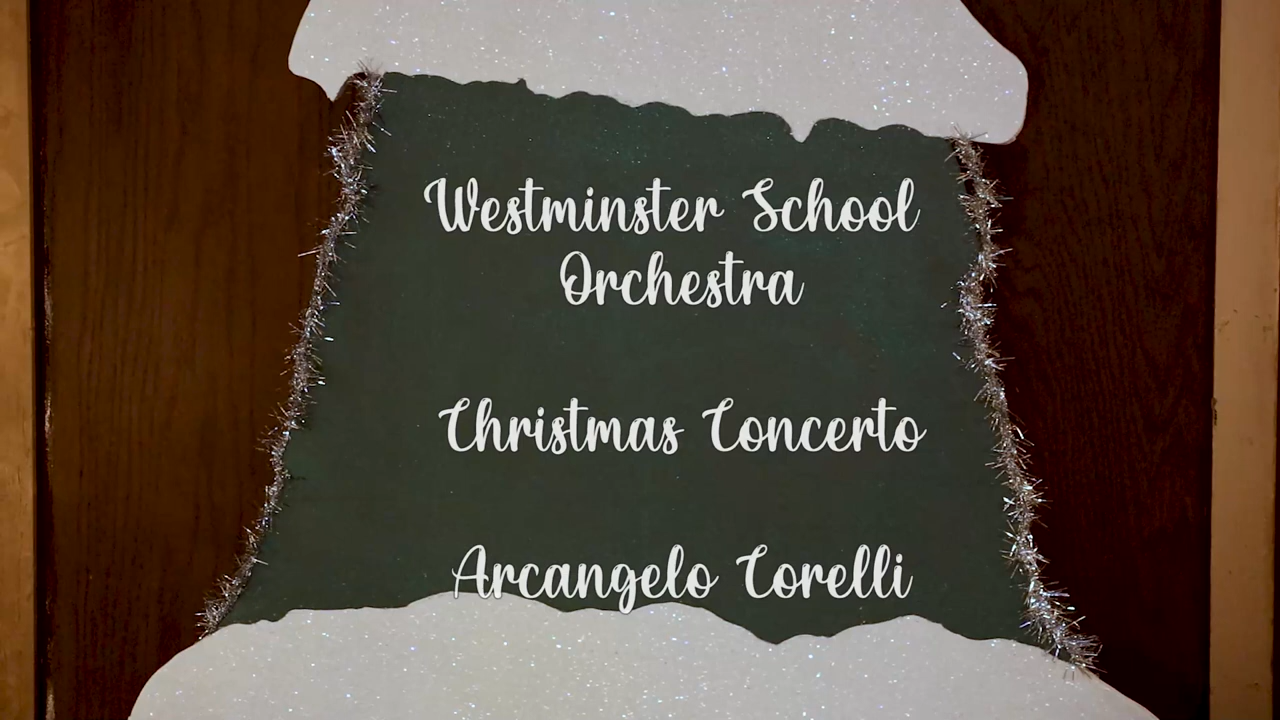 Westminster School
Orchestra
Christmas Concerto
Arcangelo Corelli